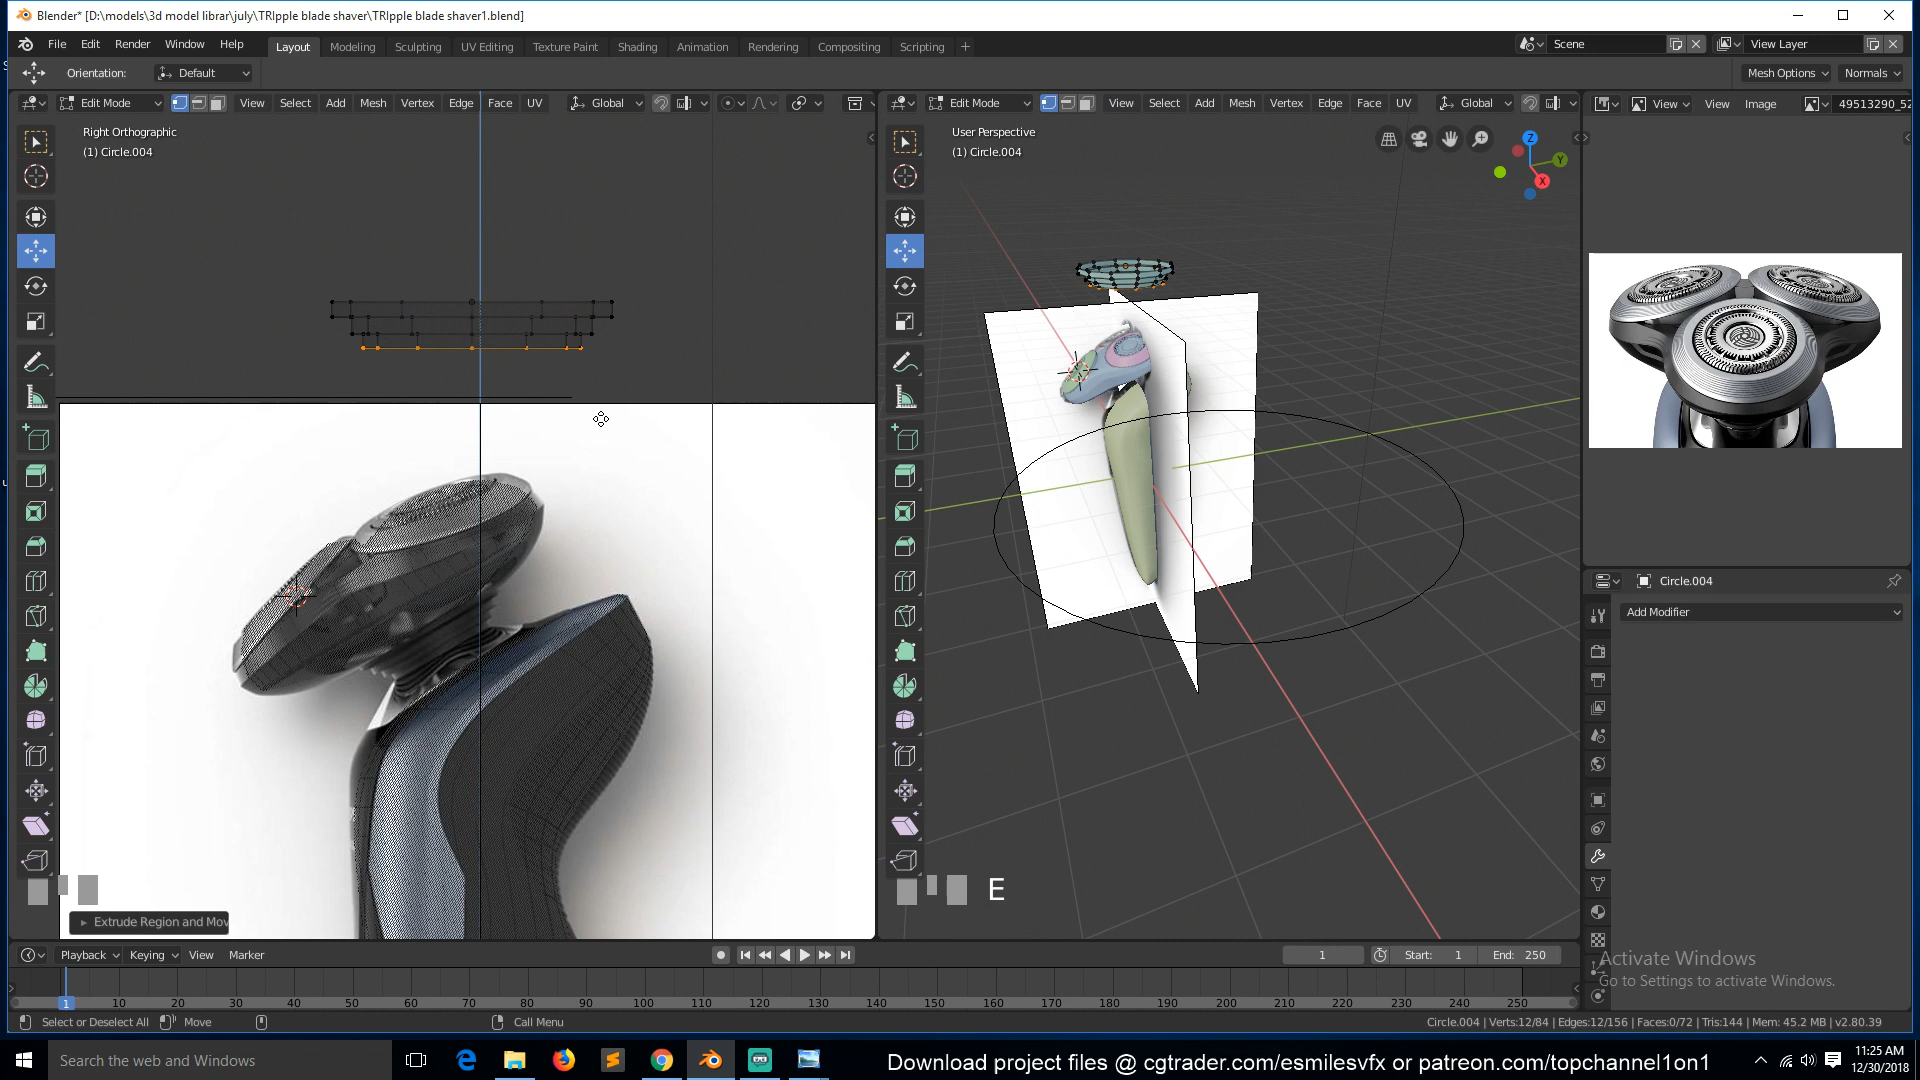 Blender* [D:\models\3d model librar\july\TRIpple blade shaver\TRIpple blade shaver1.blend]
File Edit Render Window Help Layout Modeling Sculpting UV Editing Texture Paint Shading Animation Rendering Compositing Scripting + Scene View Layer
Orientation: Default Mesh Options Normals
Edit Mode View Select Add Mesh Vertex Edge Face UV Global Edit Mode View Select Add Mesh Vertex Edge Face UV Global View View Image 49513290_52
Right Orthographic
(1) Circle.004
User Perspective
(1) Circle.004
Z
Y
X
Circle.004
Add Modifier
E
Extrude Region and Mov
Playback Keying View Marker 1 Start: 1 End: 250
Activate Windows
Go to Settings to activate Windows.
1 10 20 30 40 50 60 70 80 90 100 110 120 130 140 150 160 170 180 190 200 210 220 230 240 250
Select or Deselect All Move Call Menu Circle.004 | Verts:12/84 | Edges:12/156 | Faces:0/72 | Tris:144 | Mem: 45.2 MB | v2.80.39
Search the web and Windows
Download project files @ cgtrader.com/esmilesvfx or patreon.com/topchannel1on1
11:25 AM
12/30/2018